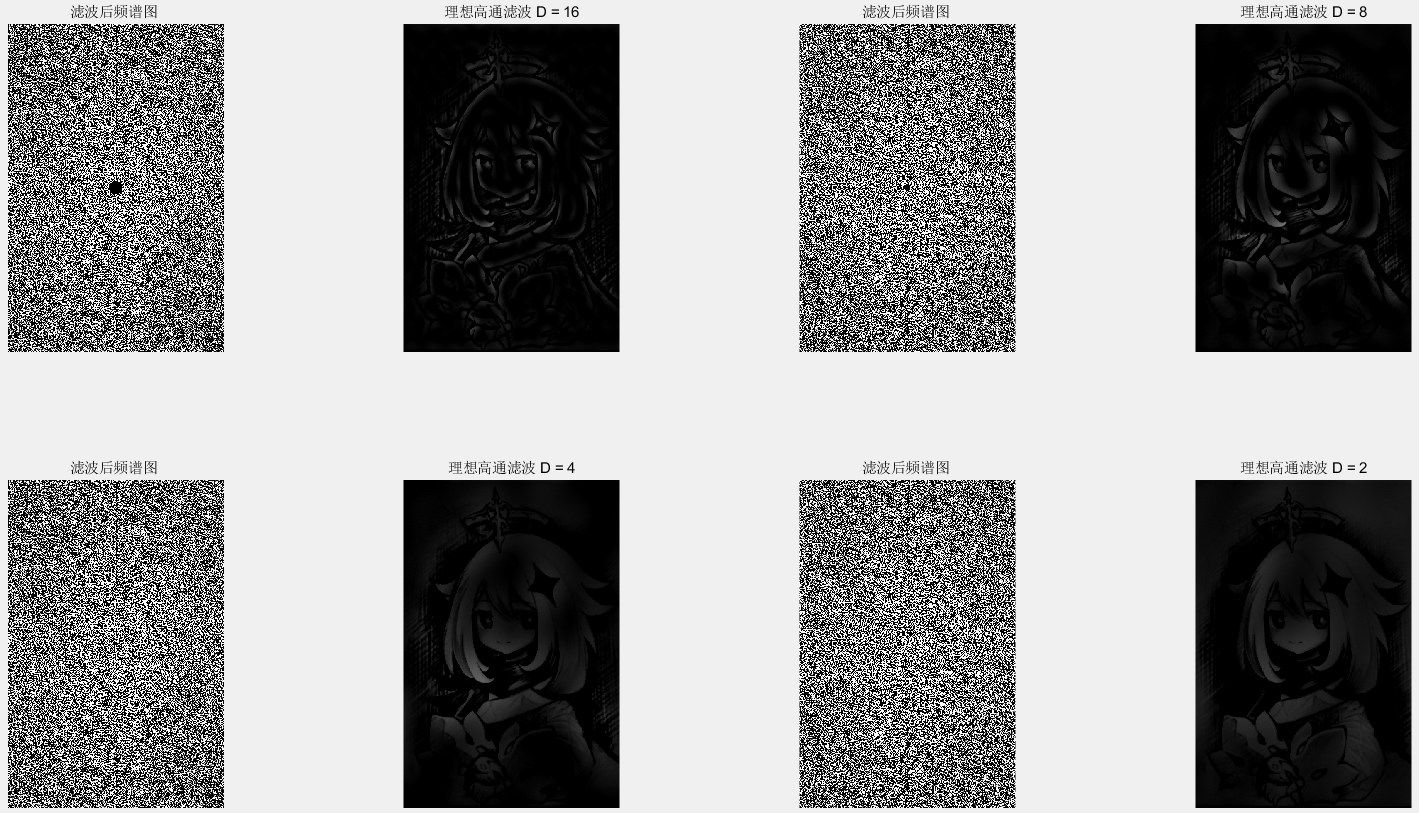 滤波后频谱图
理想高通滤波 D = 16
滤波后频谱图
理想高通滤波 D = 8
滤波后频谱图
理想高通滤波 D = 4
滤波后频谱图
理想高通滤波 D = 2